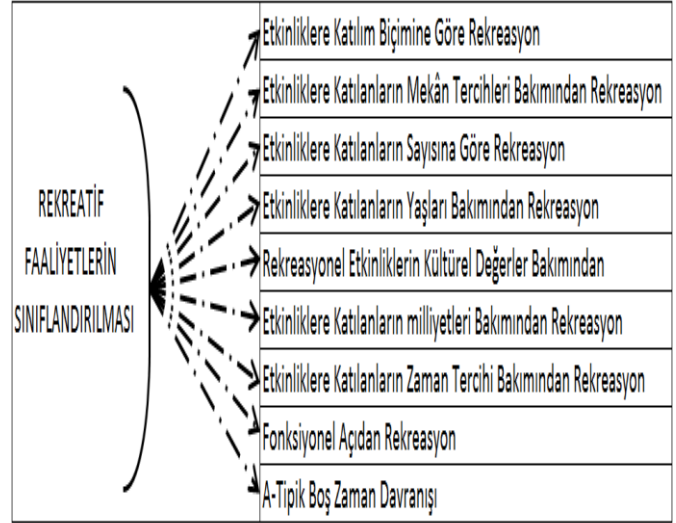 REKREATİF
FAALİYETLERİN
SINIFLANDIRILMASI
Etkinliklere Katılım Biçimine Göre Rekreasyon
Etkinliklere Katılanların Mekân Tercihleri Bakımından Rekreasyon
Etkinliklere Katılanların Sayısına Göre Rekreasyon
Etkinliklere Katılanların Yaşları Bakımından Rekreasyon
Rekreasyonel Etkinliklerin Kültürel Değerler Bakımından
Etkinliklere Katılanların milliyetleri Bakımından Rekreasyon
Etkinliklere Katılanların Zaman Tercihi Bakımından Rekreasyon
Fonksiyonel Açıdan Rekreasyon
A-Tipik Boş Zaman Davranışı